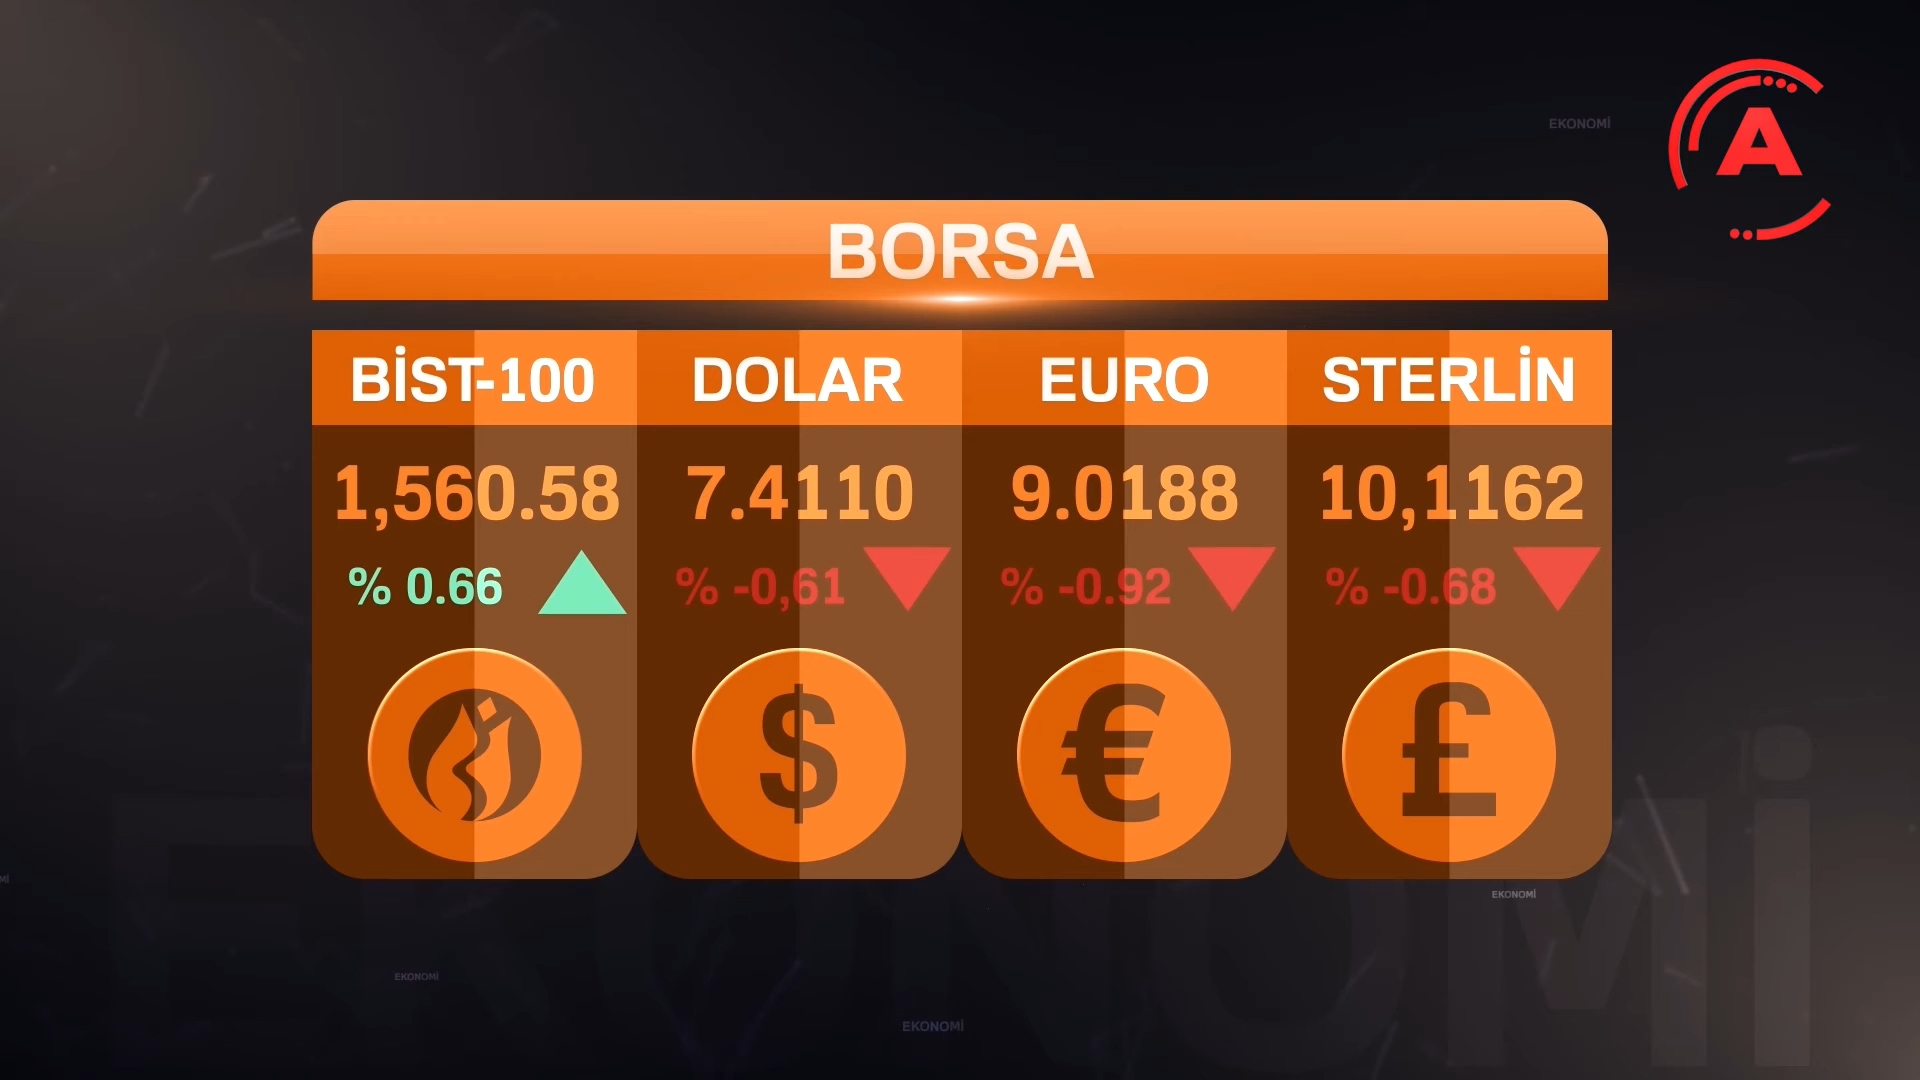 EKONOMİ
A
BORSA
BİST-100 DOLAR EURO STERLİN
1,560.58 7.4110 9.0188 10,1162
% 0.66 % -0,61 % -0.92 % -0.68
$ € £
EKONOMİ
EKONOMİ
EKONOMİ
EKONOMİ